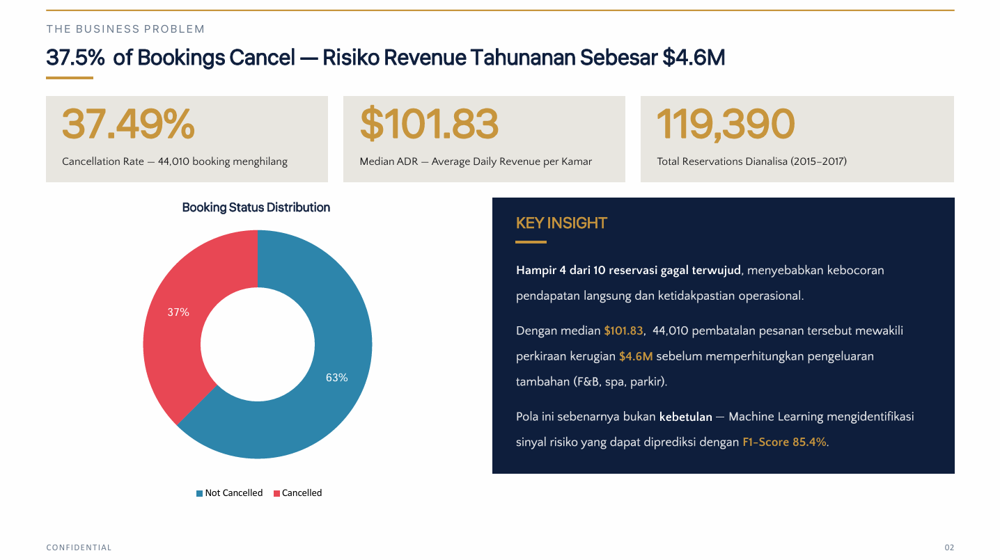 THE BUSINESS PROBLEM
37.5% of Bookings Cancel — Risiko Revenue Tahunanan Sebesar $4.6M
37.49%
Cancellation Rate — 44,010 booking menghilang
$101.83
Median ADR — Average Daily Revenue per Kamar
119,390
Total Reservations Dianalisa (2015–2017)
Booking Status Distribution
37%
63%
Not Cancelled
Cancelled
KEY INSIGHT
Hampir 4 dari 10 reservasi gagal terwujud, menyebabkan kebocoran
pendapatan langsung dan ketidakpastian operasional.
Dengan median $101.83, 44,010 pembatalan pesanan tersebut mewakili
perkiraan kerugian $4.6M sebelum memperhitungkan pengeluaran
tambahan (F&B, spa, parkir).
Pola ini sebenarnya bukan kebetulan — Machine Learning mengidentifikasi
sinyal risiko yang dapat diprediksi dengan F1-Score 85.4%.
CONFIDENTIAL
02